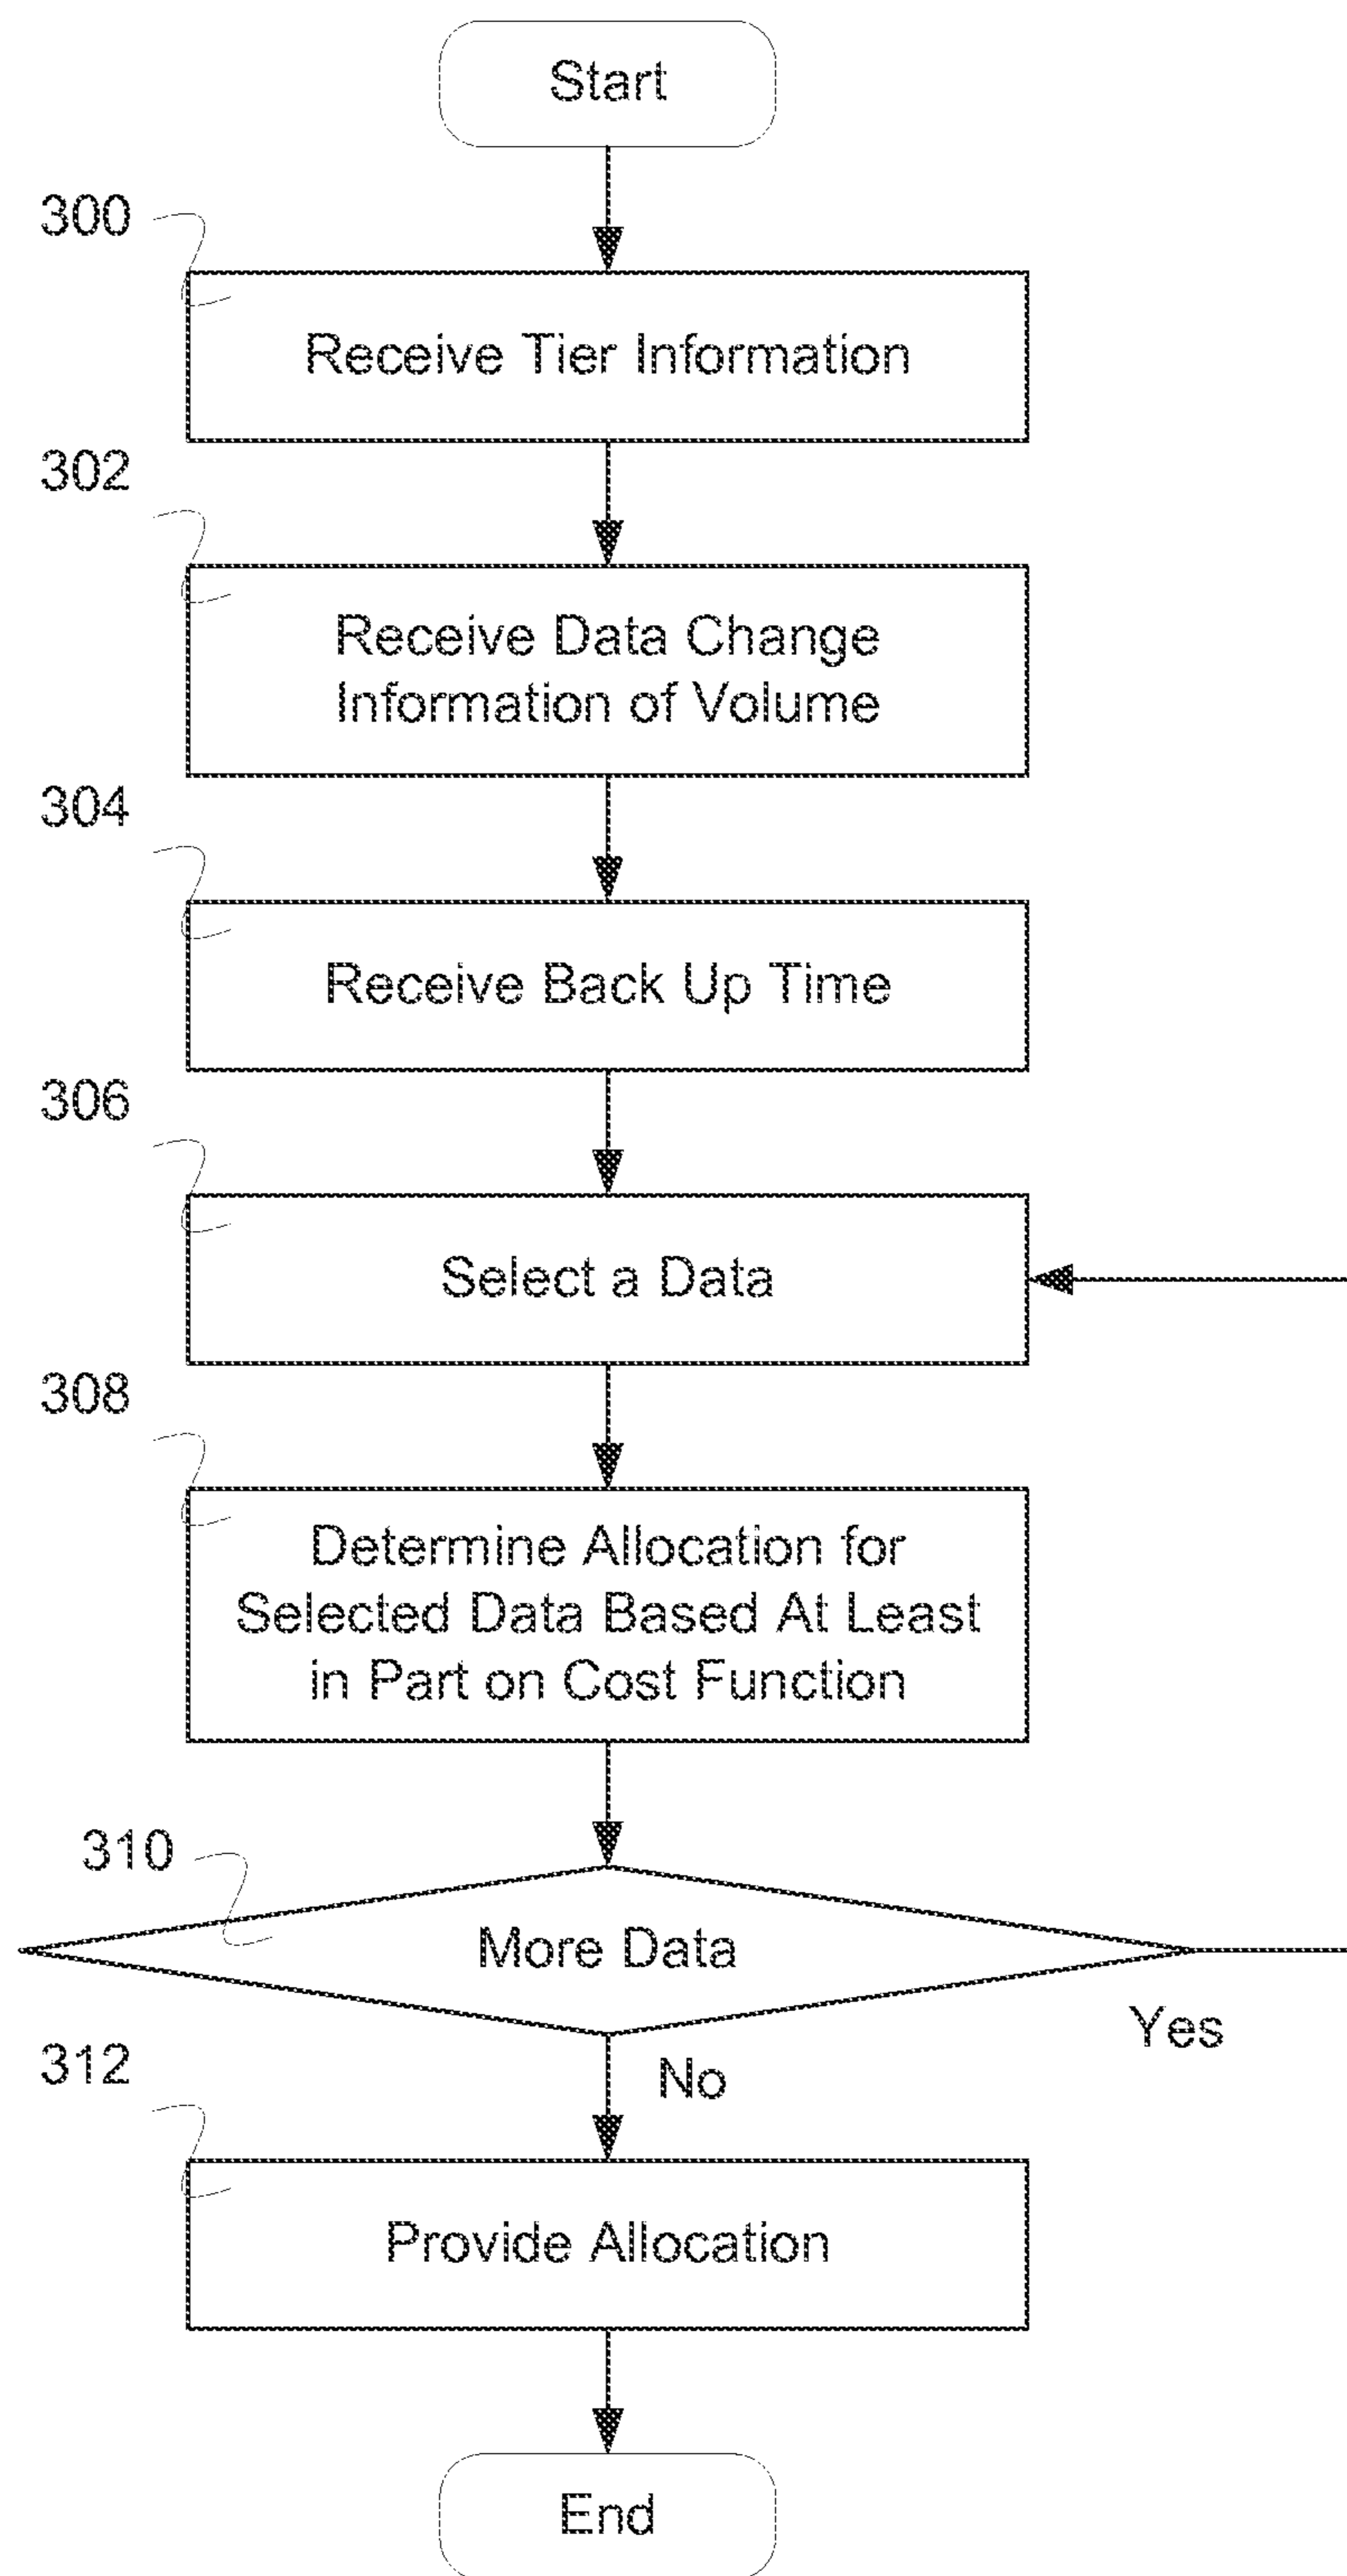 Start
300
Receive Tier Information
302
Receive Data Change
Information of Volume
304
Receive Back Up Time
306
Select a Data
308
Determine Allocation for
Selected Data Based At Least
in Part on Cost Function
310
More Data
Yes
No
312
Provide Allocation
End